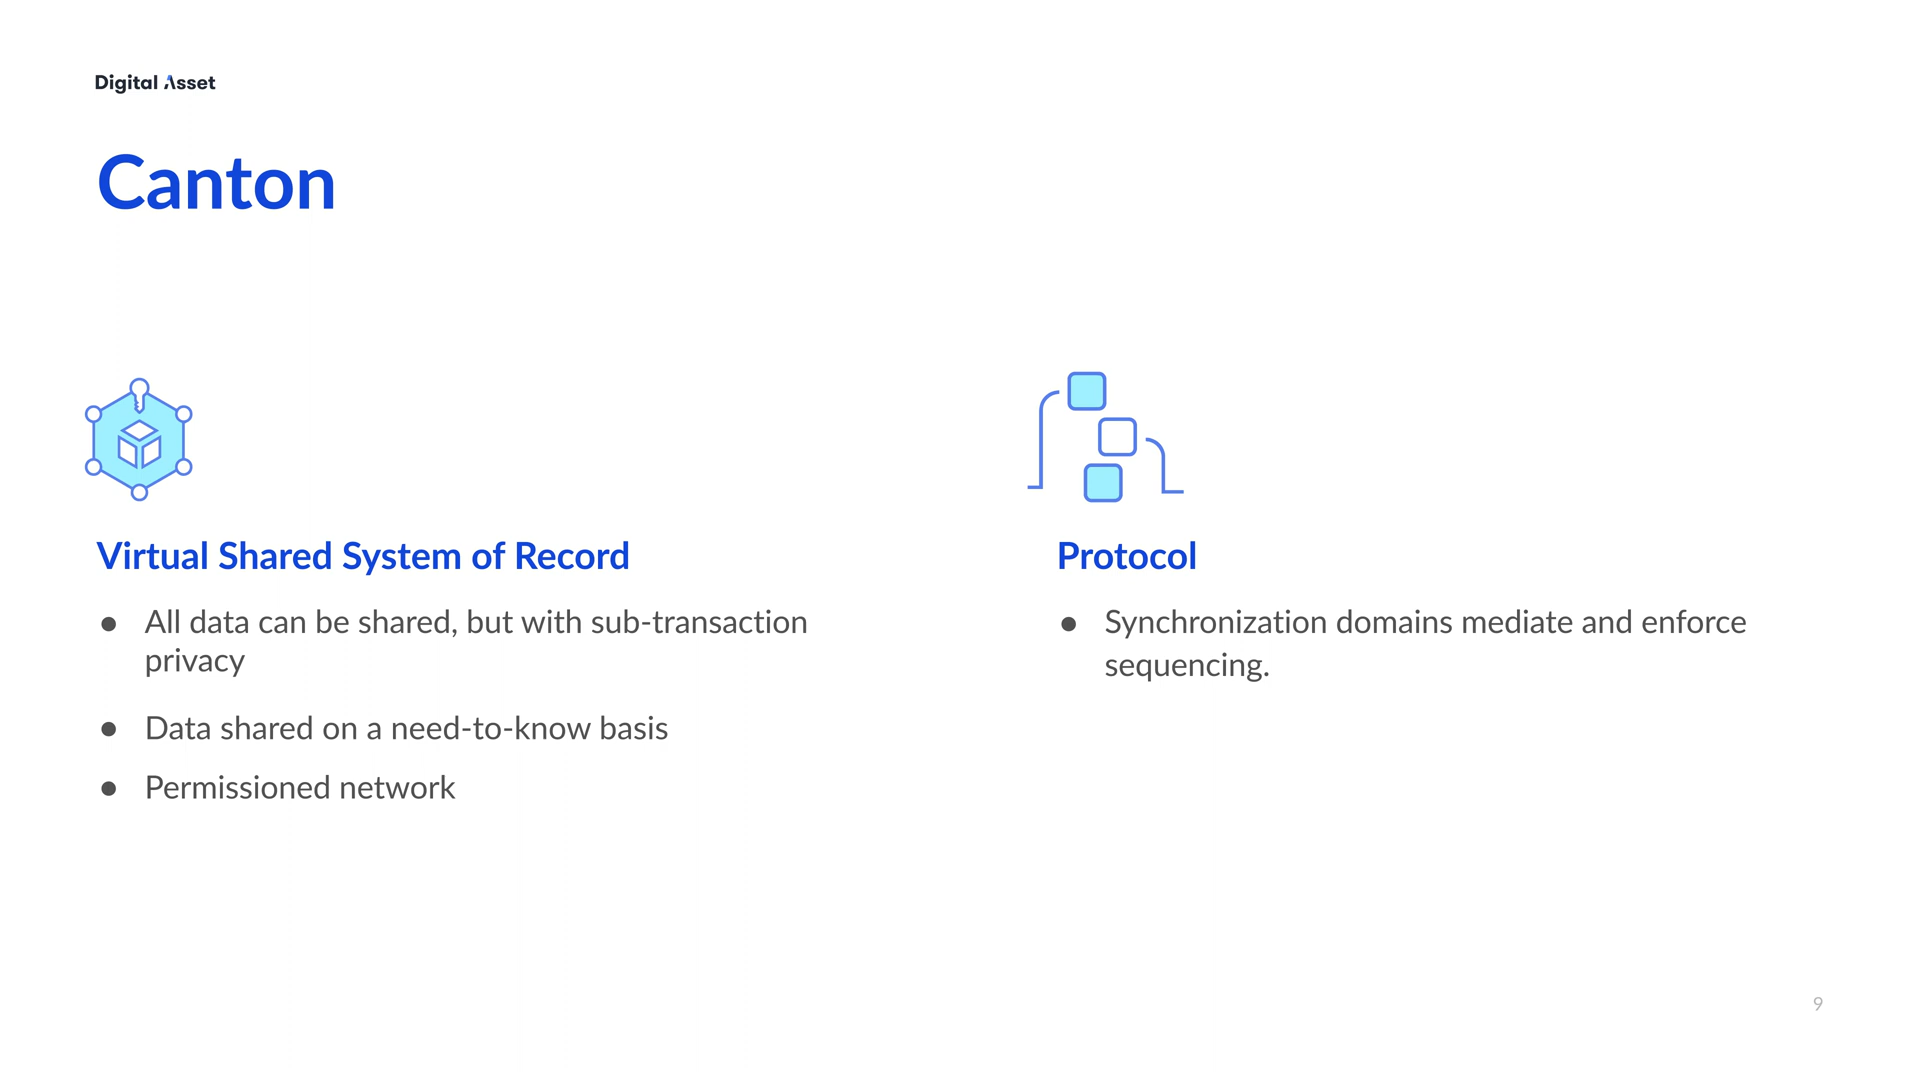 Digital Asset
Canton
Virtual Shared System of Record
● All data can be shared, but with sub-transaction
privacy
● Data shared on a need-to-know basis
● Permissioned network
Protocol
● Synchronization domains mediate and enforce
sequencing.
9